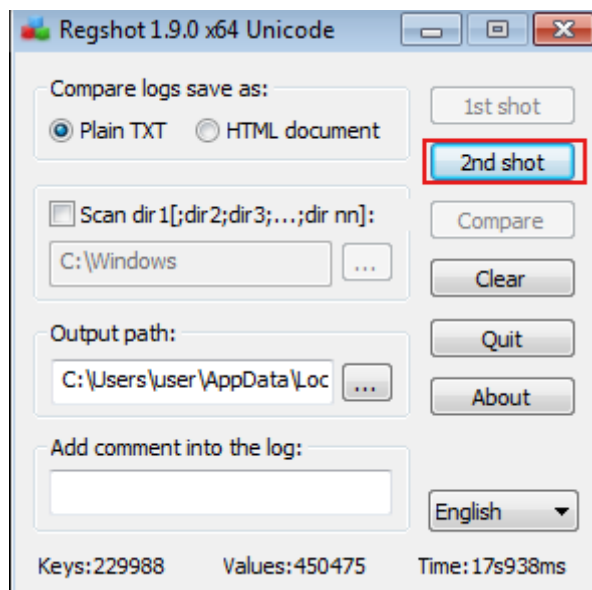 Regshot 1.9.0 x64 Unicode
Compare logs save as:
Plain TXT
HTML document
1st shot
2nd shot
Scan dir1[;dir2;dir3;...;dir nn]:
C:\Windows
...
Compare
Clear
Output path:
C:\Users\user\AppData\Loc
...
Quit
About
Add comment into the log:
English
Keys:229988 Values:450475 Time:17s938ms